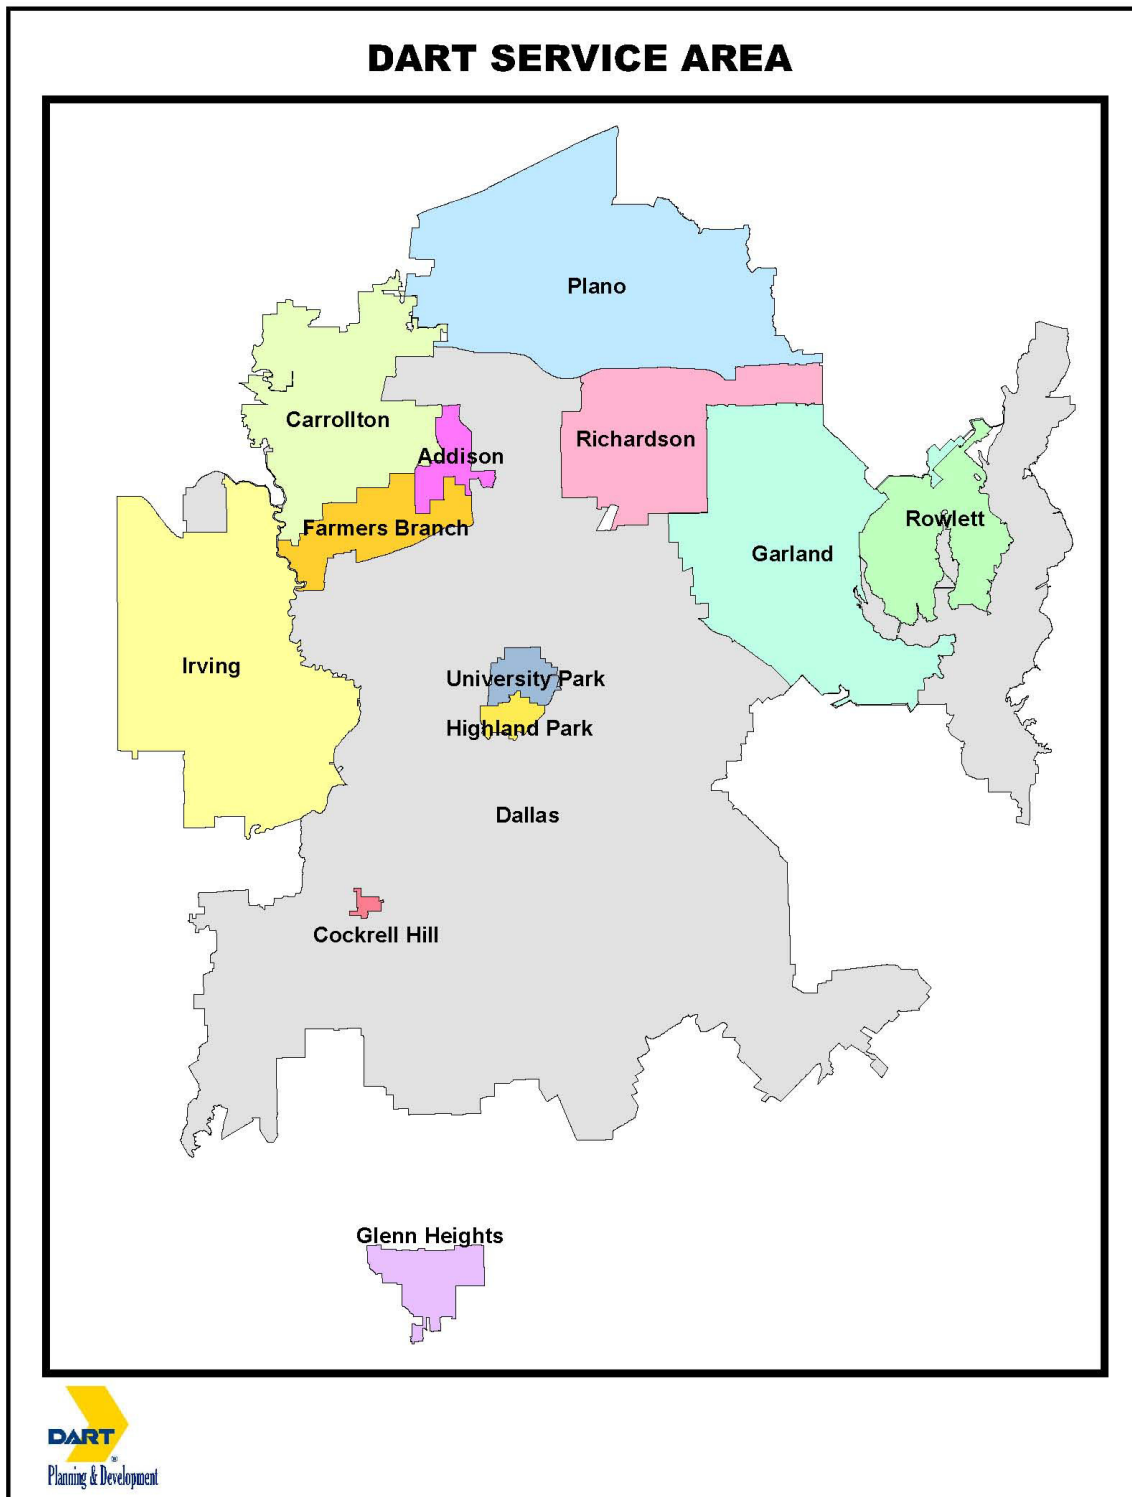 DART SERVICE AREA
Plano
Carrollton
Richardson
Addison
Rowlett
Farmers Branch
Garland
Irving
University Park
Highland Park
Dallas
Cockrell Hill
Glenn Heights
DART
®
Planning & Development